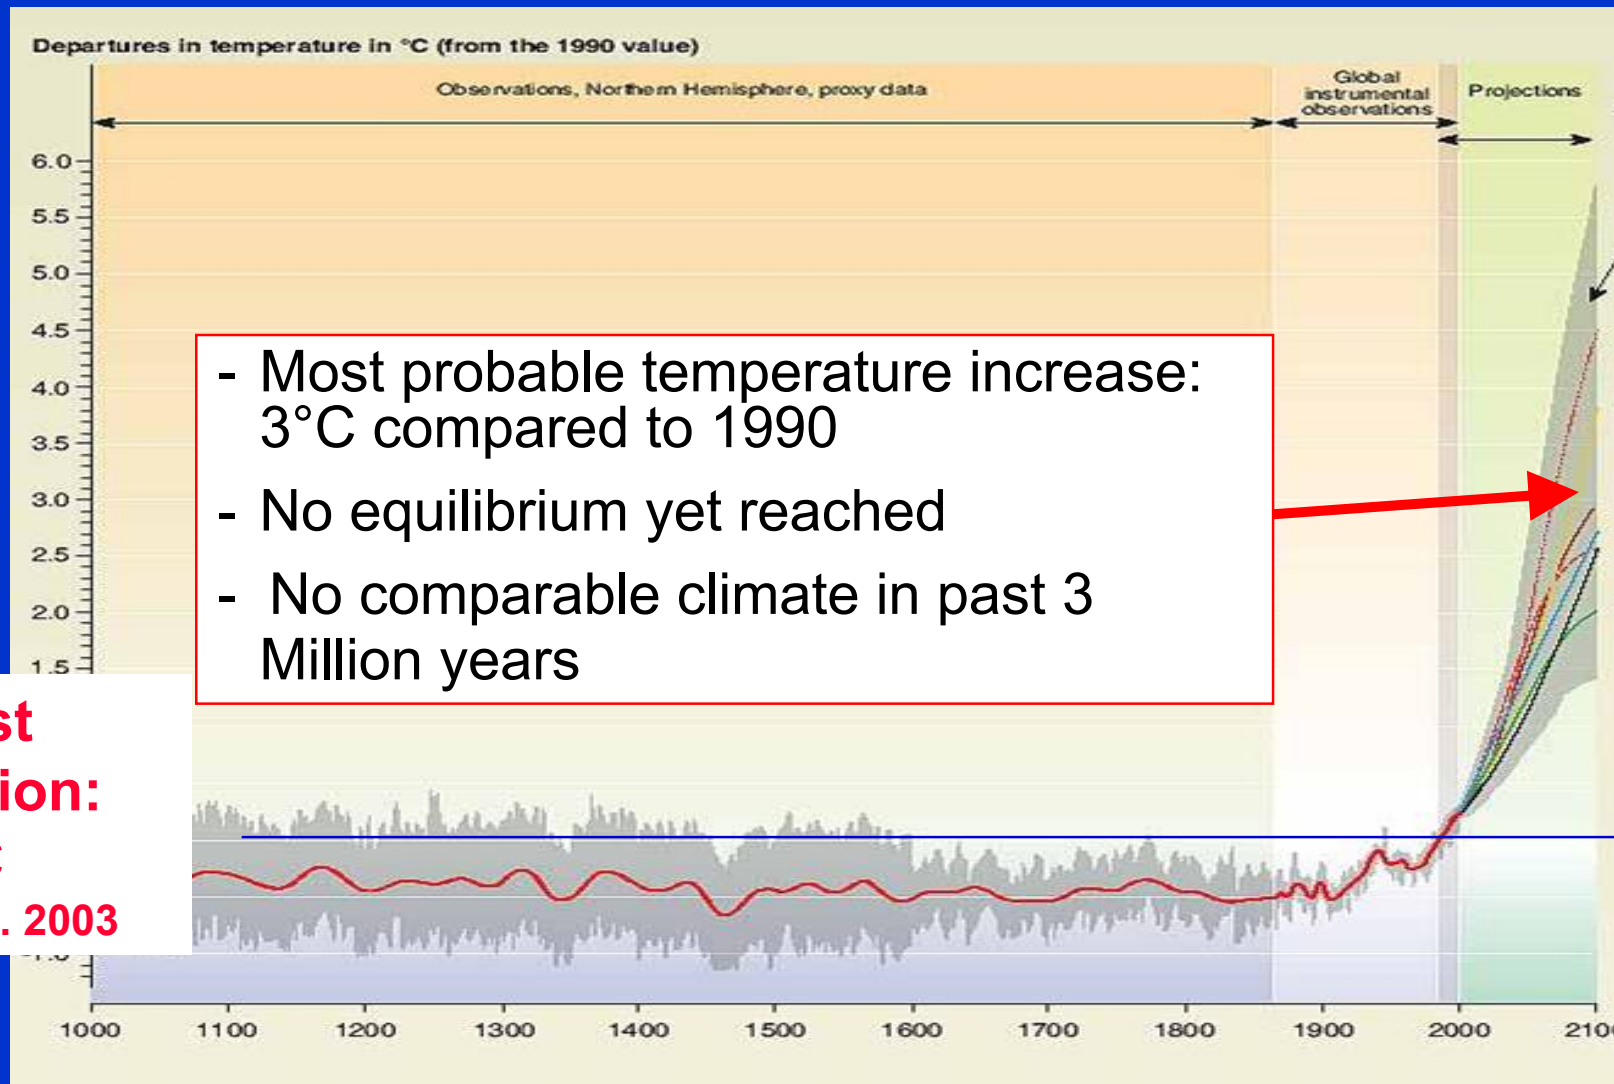 Departures in temperature in °C (from the 1990 value)
Observations, Northern Hemisphere, proxy data
Global
instrumental
observations
Projections
6.0
5.5
5.0
4.5
4.0
3.5
3.0
2.5
2.0
1.5
- Most probable temperature increase:
3°C compared to 1990
- No equilibrium yet reached
- No comparable climate in past 3
Million years
st
ion:
. 2003
1000 1100 1200 1300 1400 1500 1600 1700 1800 1900 2000